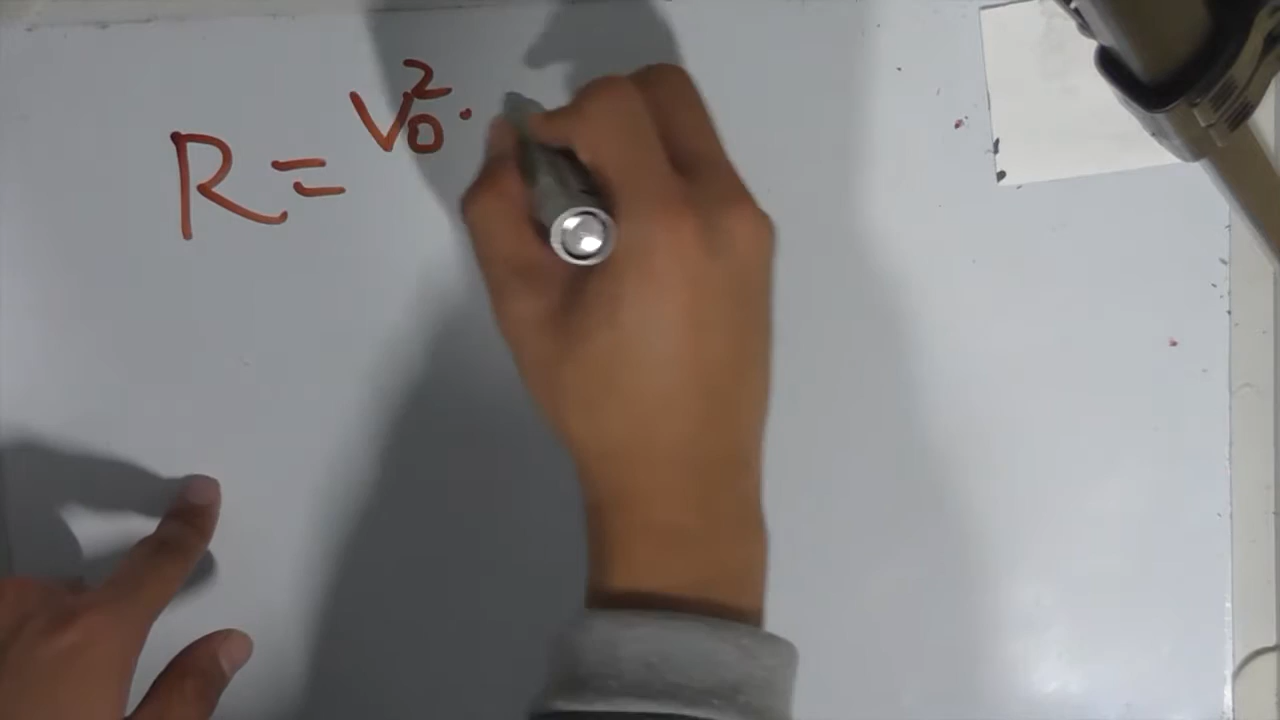 R = V₀² ·